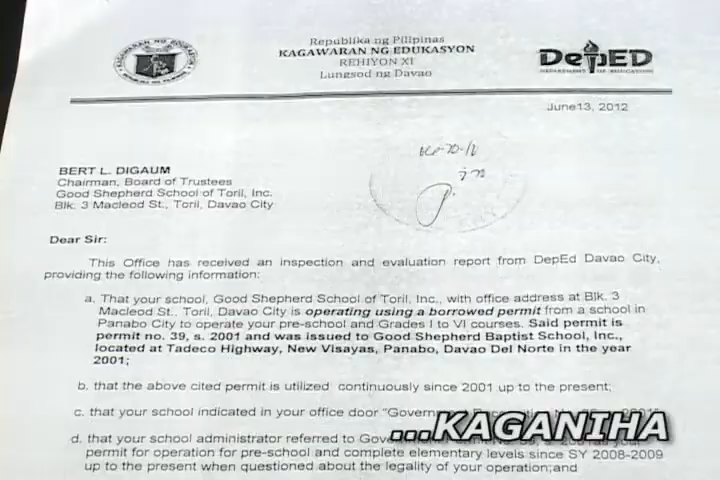 Republika ng Pilipinas
KAGAWARAN NG EDUKASYON
REHIYON XI
Lungsod ng Davao
KAGAWARAN NG EDUKASYON
DepED
DEPARTMENT OF EDUCATION
June13, 2012
BERT L. DIGAUM
Chairman, Board of Trustees
Good Shepherd School of Toril, Inc.
Blk. 3 Macleod St., Toril, Davao City
Dear Sir:
This Office has received an inspection and evaluation report from DepEd Davao City,
providing the following information:
a. That your school, Good Shepherd School of Toril, Inc., with office address at Blk. 3
Macleod St., Toril, Davao City is operating using a borrowed permit from a school in
Panabo City to operate your pre-school and Grades I to VI courses. Said permit is
permit no. 39, s. 2001 and was issued to Good Shepherd Baptist School, Inc.,
located at Tadeco Highway, New Visayas, Panabo, Davao Del Norte in the year
2001;
b. that the above cited permit is utilized continuously since 2001 up to the present;
c. that your school indicated in your office door
d. that your school administrator referred to
permit for operation for pre-school and complete elementary levels since SY 2008-2009
up to the present when questioned about the legality of your operation;and
...KAGANIHA